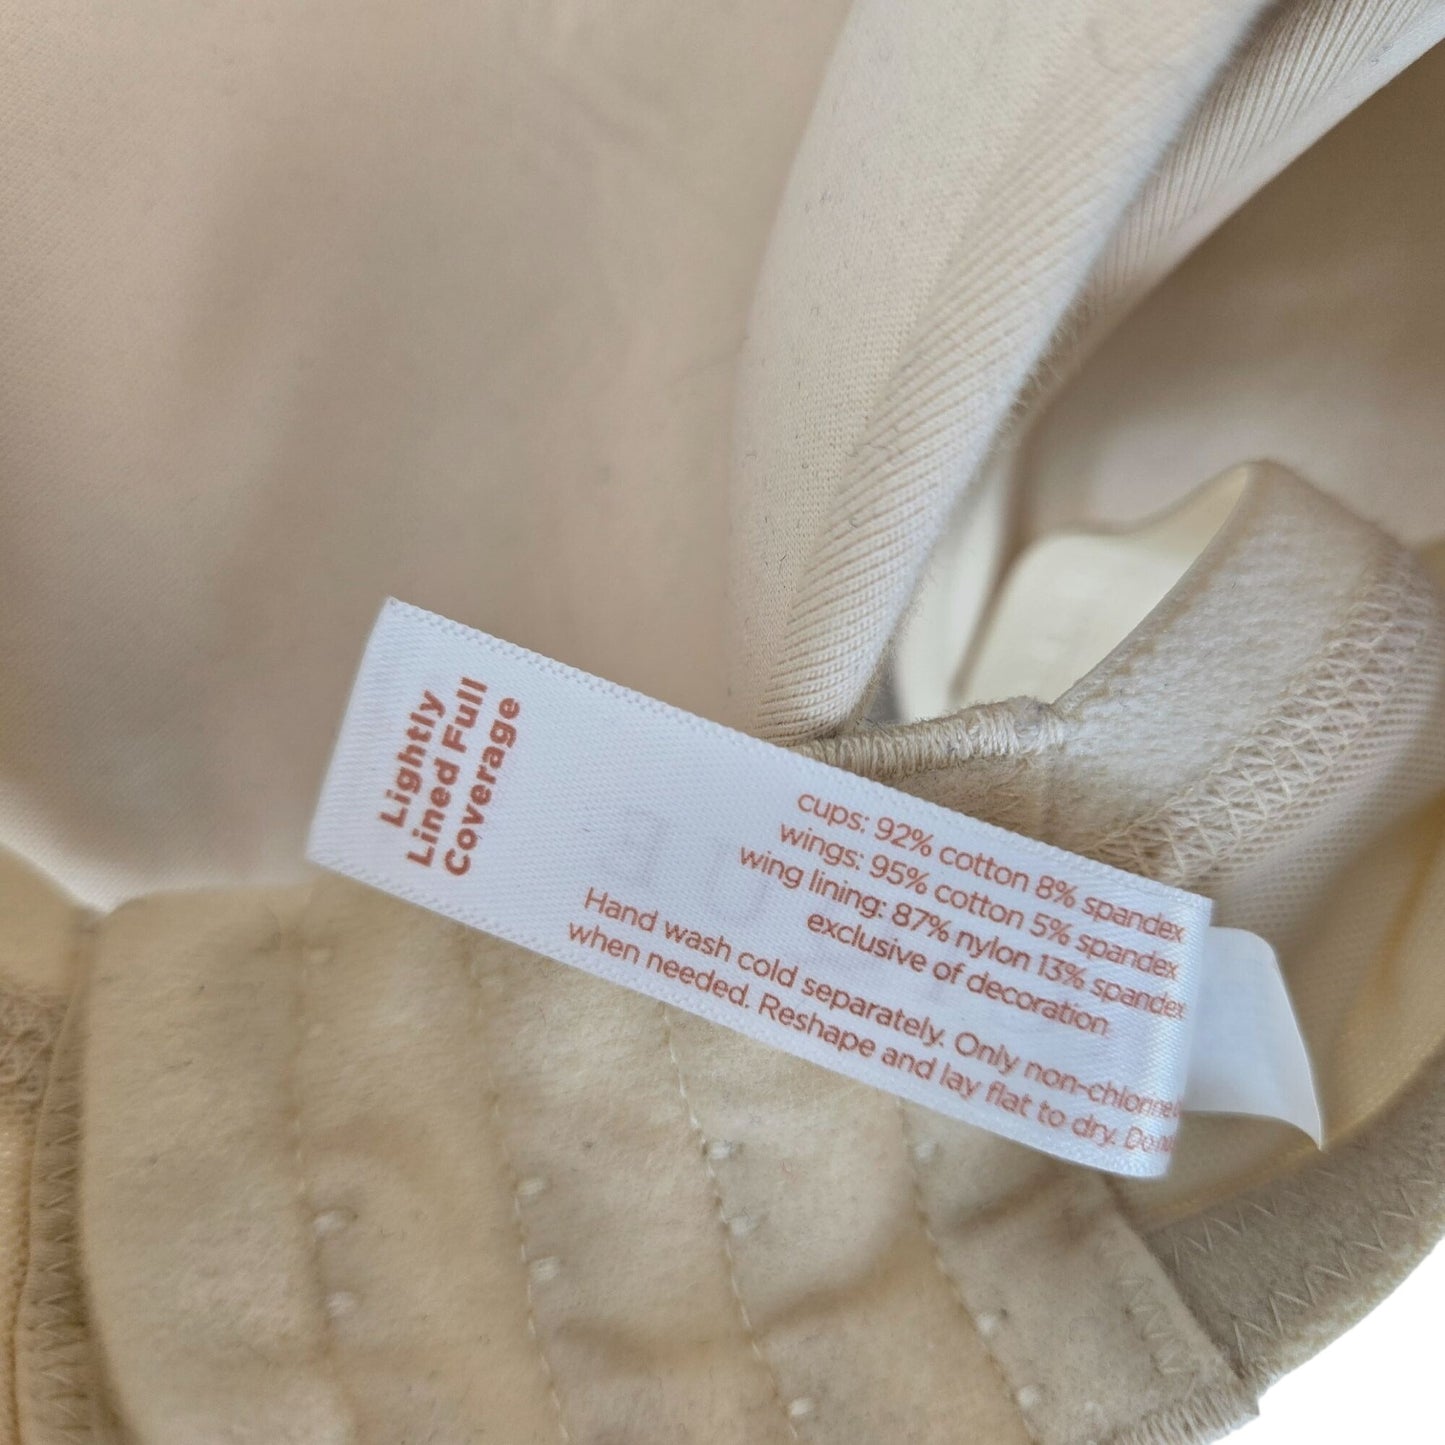 Lightly
Lined Full
Coverage
cups: 92% cotton 8% spandex
wings: 95% cotton 5% spandex
wing lining: 87% nylon 13% spandex
exclusive of decoration
Hand wash cold separately. Only non-chlorine
when needed. Reshape and lay flat to dry. Do